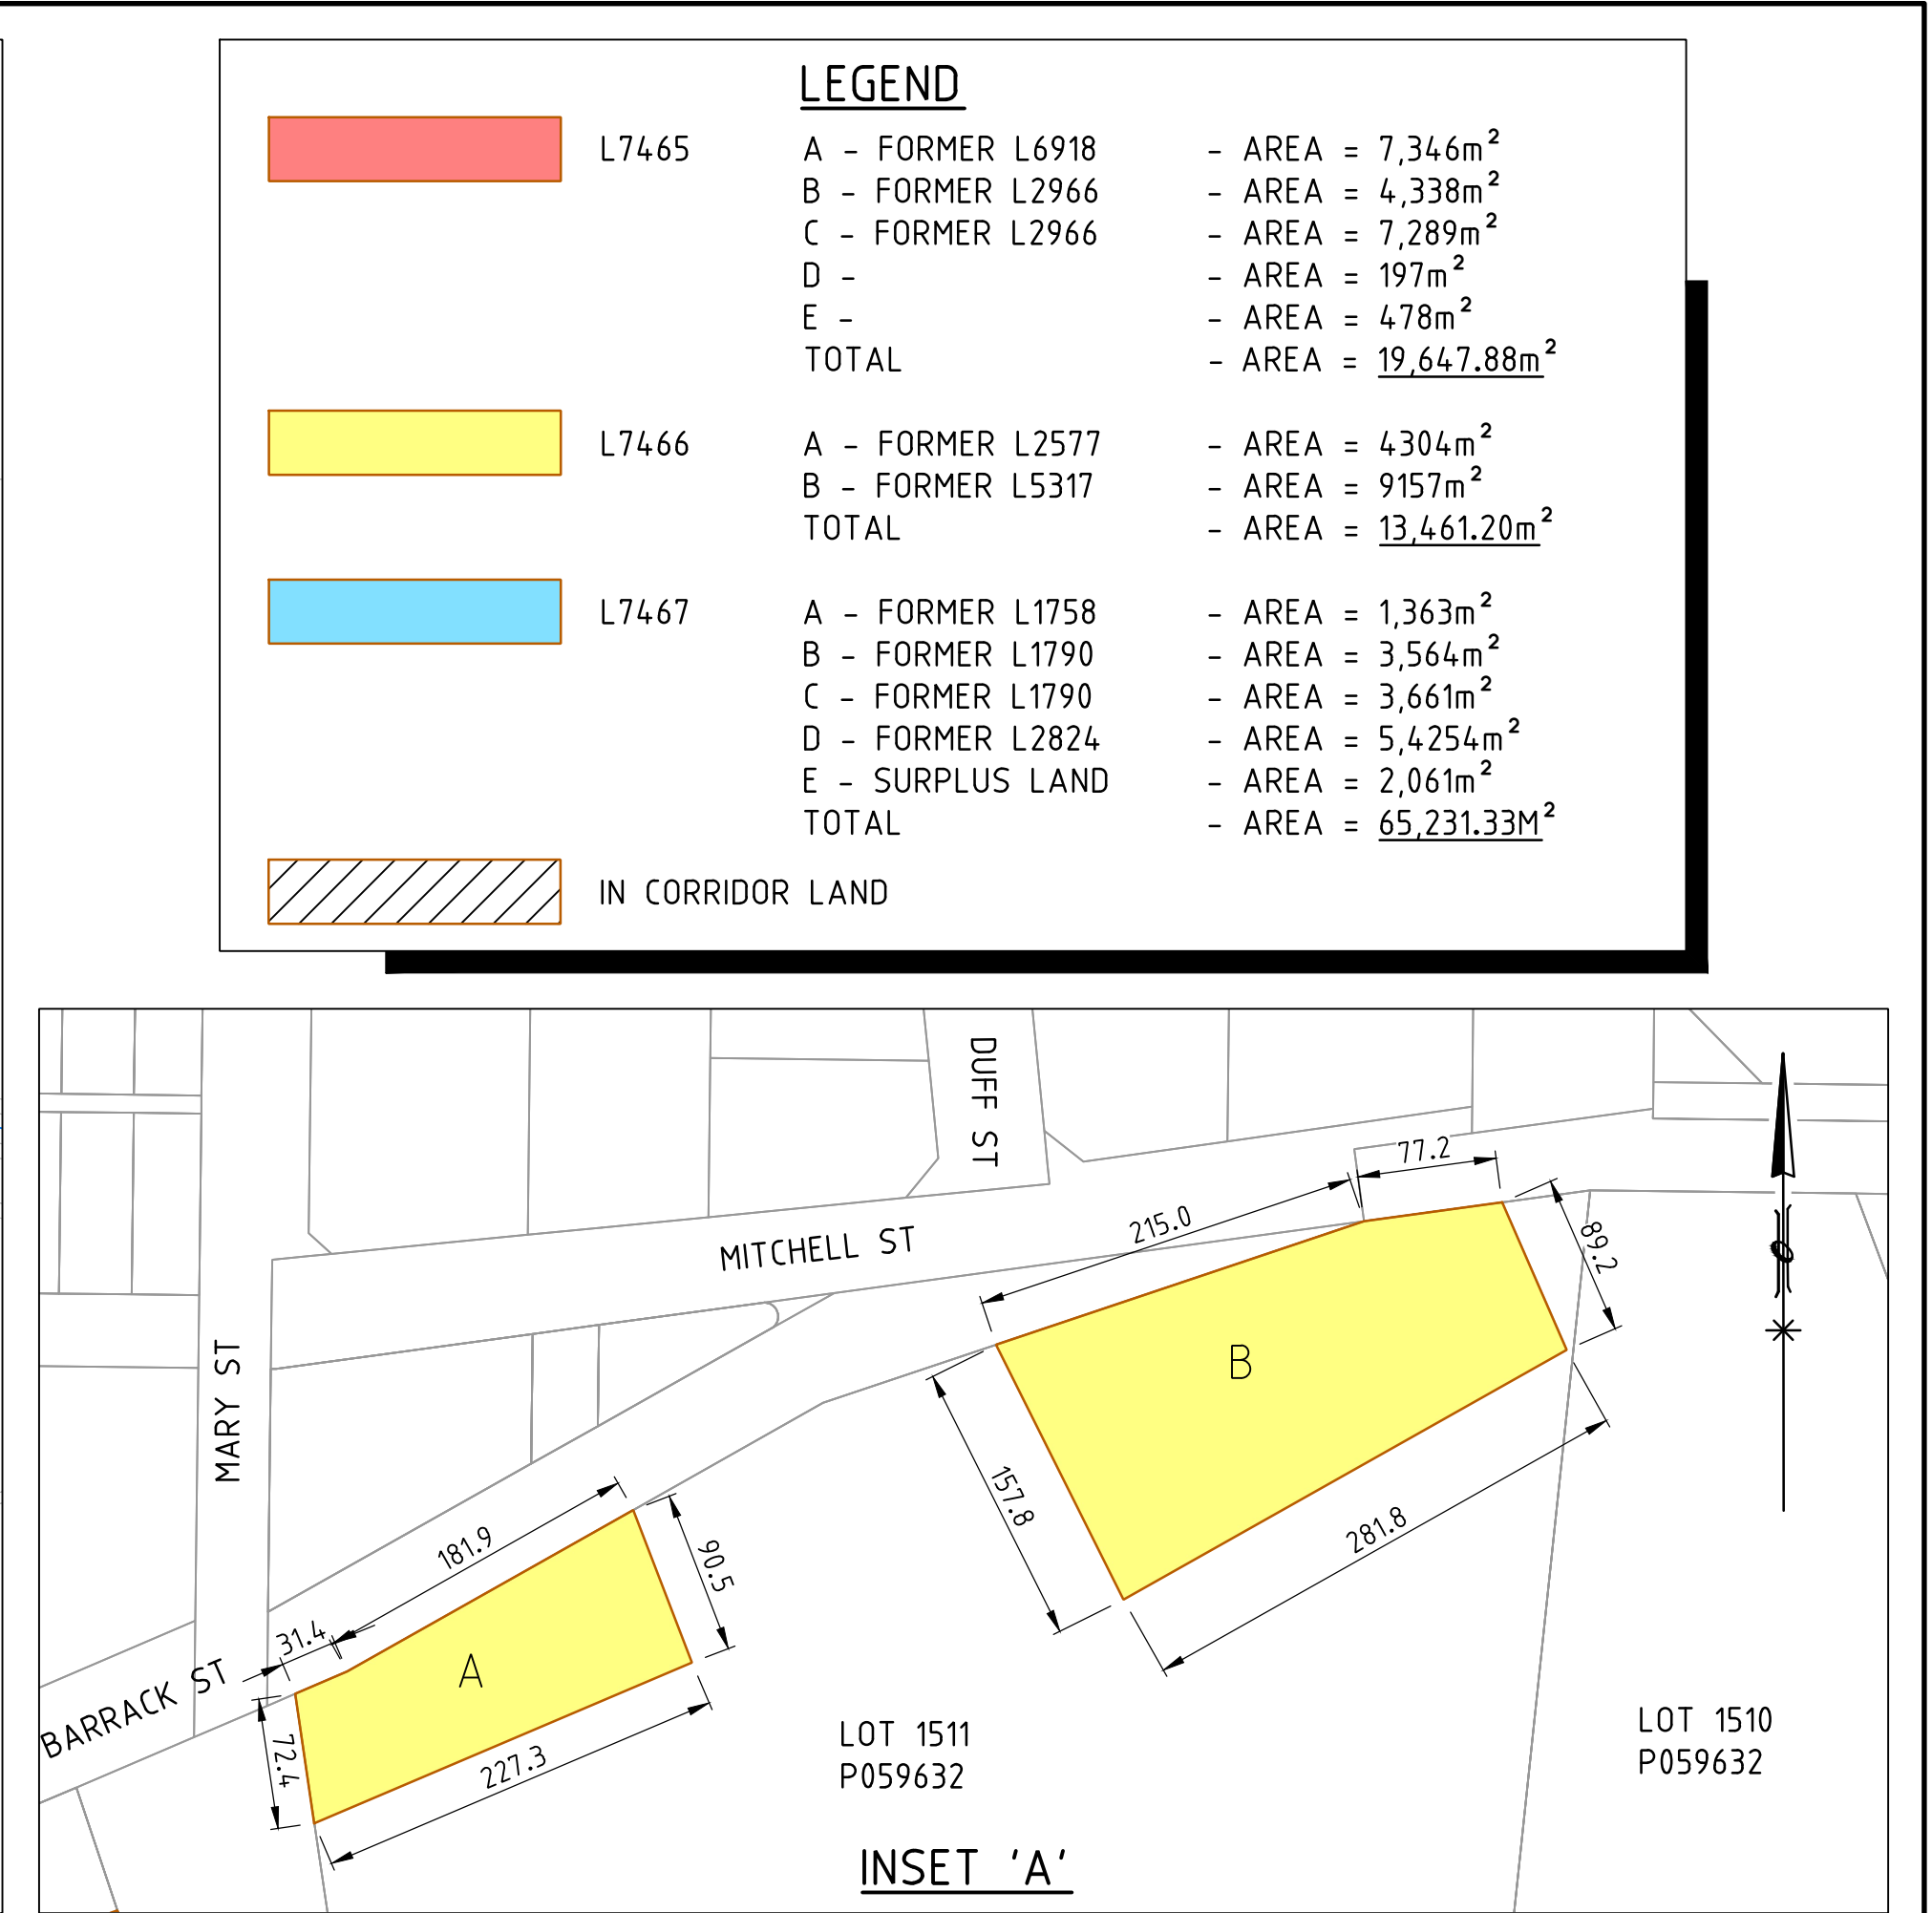 LEGEND
L7465 A - FORMER L6918 - AREA = 7,346m²
B - FORMER L2966 - AREA = 4,338m²
C - FORMER L2966 - AREA = 7,289m²
D - - AREA = 197m²
E - - AREA = 478m²
TOTAL - AREA = 19,647.88m²
L7466 A - FORMER L2577 - AREA = 4304m²
B - FORMER L5317 - AREA = 9157m²
TOTAL - AREA = 13,461.20m²
L7467 A - FORMER L1758 - AREA = 1,363m²
B - FORMER L1790 - AREA = 3,564m²
C - FORMER L1790 - AREA = 3,661m²
D - FORMER L2824 - AREA = 5,4254m²
E - SURPLUS LAND - AREA = 2,061m²
TOTAL - AREA = 65,231.33M²
IN CORRIDOR LAND
DUFF ST
77.2
215.0
89.2
MITCHELL ST
B
MARY ST
157.8
281.8
181.9
90.5
31.4
A
BARRACK ST
72.4
227.3
LOT 1511
P059632
LOT 1510
P059632
INSET 'A'